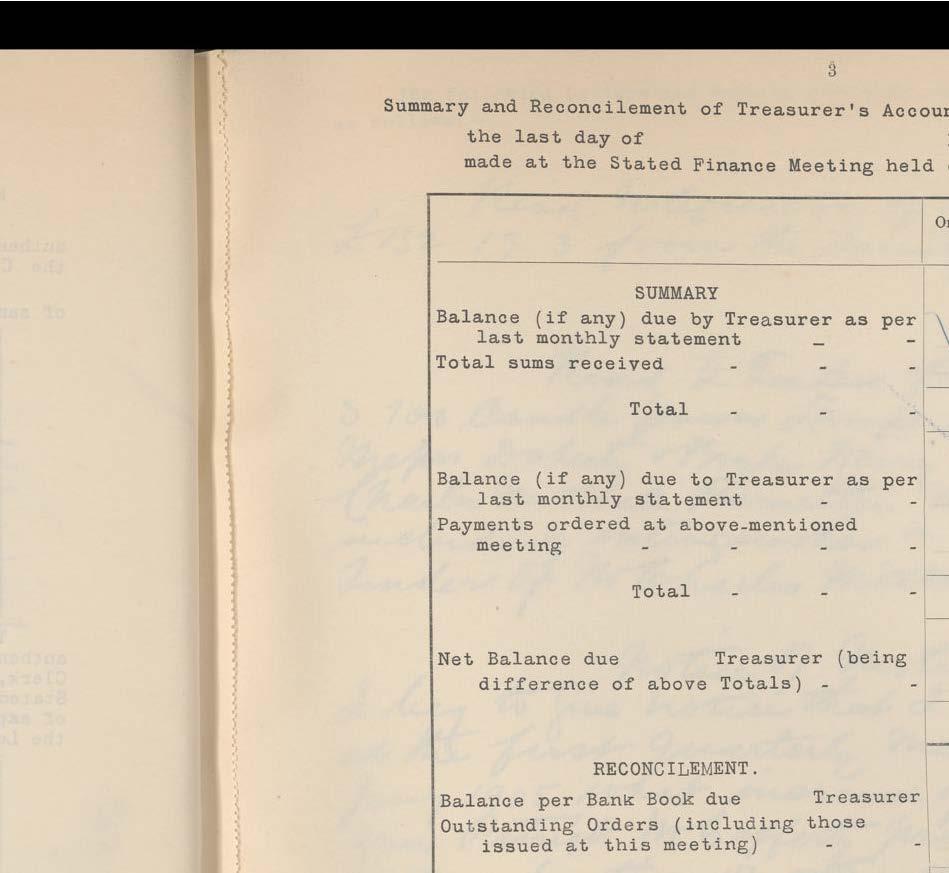 3
Summary and Reconcilement of Treasurer's Accoun
the last day of
made at the Stated Finance Meeting held
SUMMARY
Balance (if any) due by Treasurer as per
last monthly statement _ -
Total sums received - - -
Total - - -
Balance (if any) due to Treasurer as per
last monthly statement - -
Payments ordered at above-mentioned
meeting - - - -
Total - - -
Net Balance due Treasurer (being
difference of above Totals) - -
RECONCILEMENT.
Balance per Bank Book due Treasurer
Outstanding Orders (including those
issued at this meeting) - -